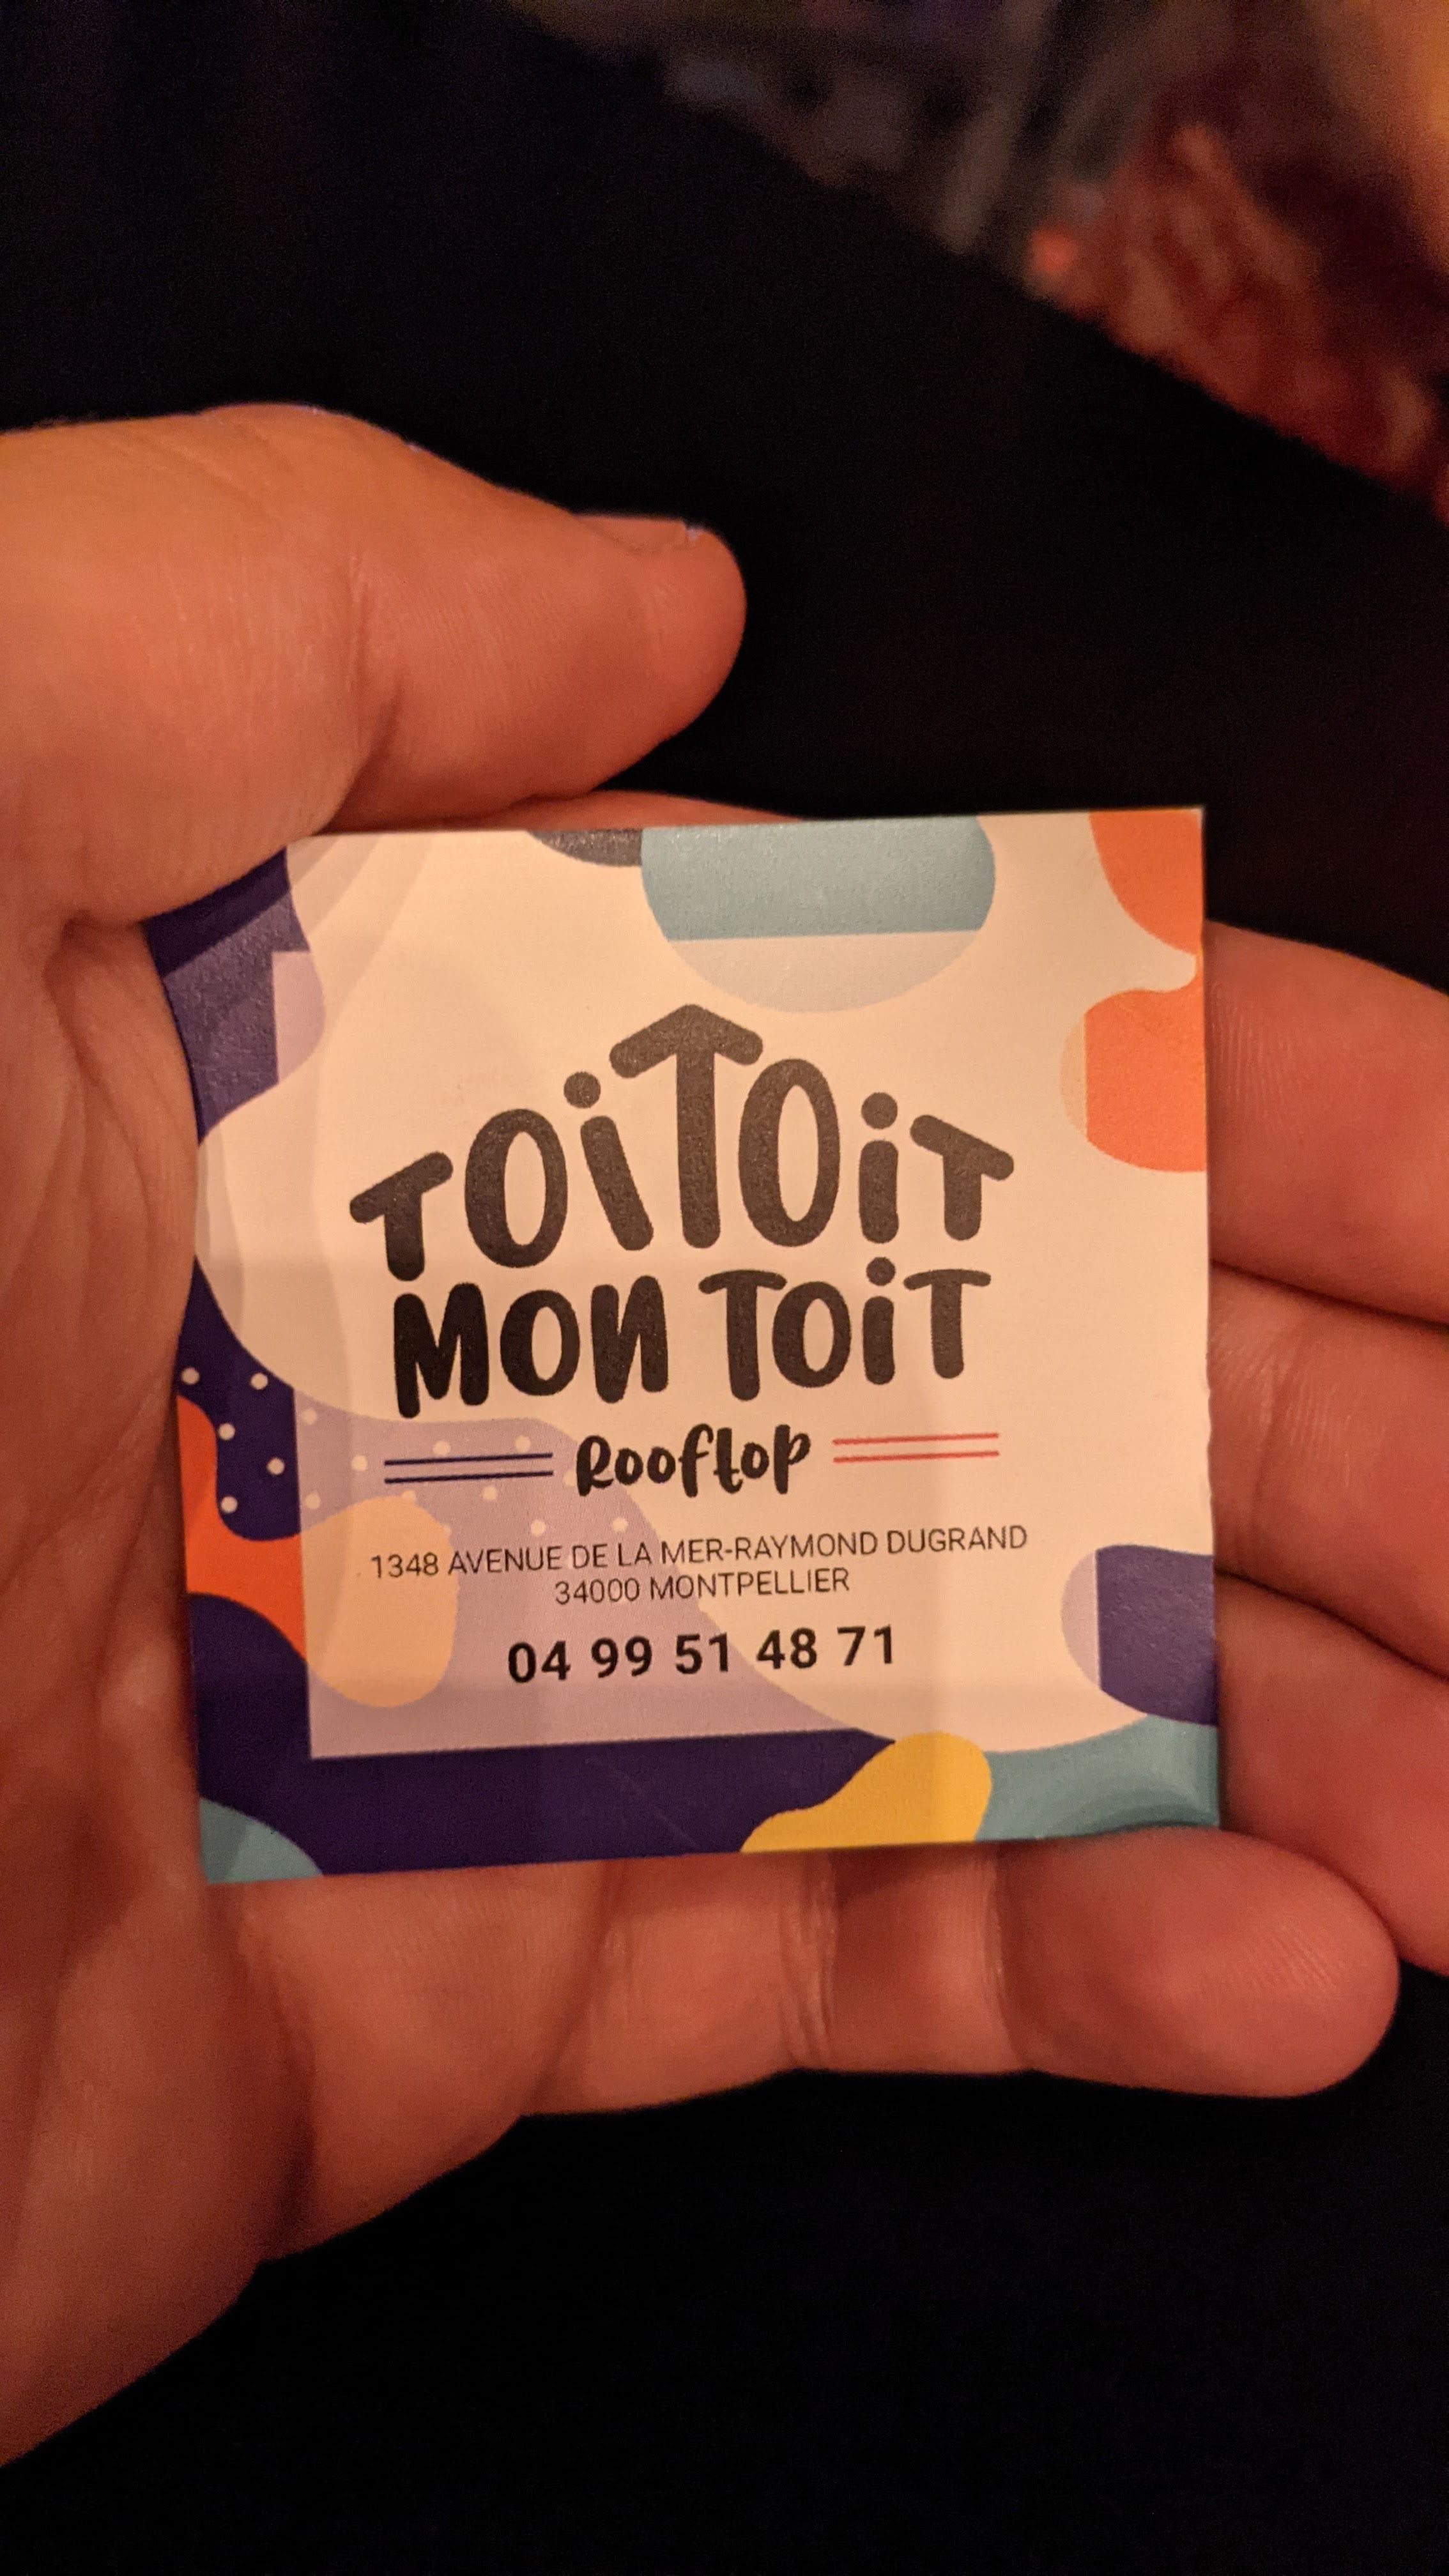 TOiTOiT
MON TOiT
Rooftop
1348 AVENUE DE LA MER-RAYMOND DUGRAND
34000 MONTPELLIER
04 99 51 48 71